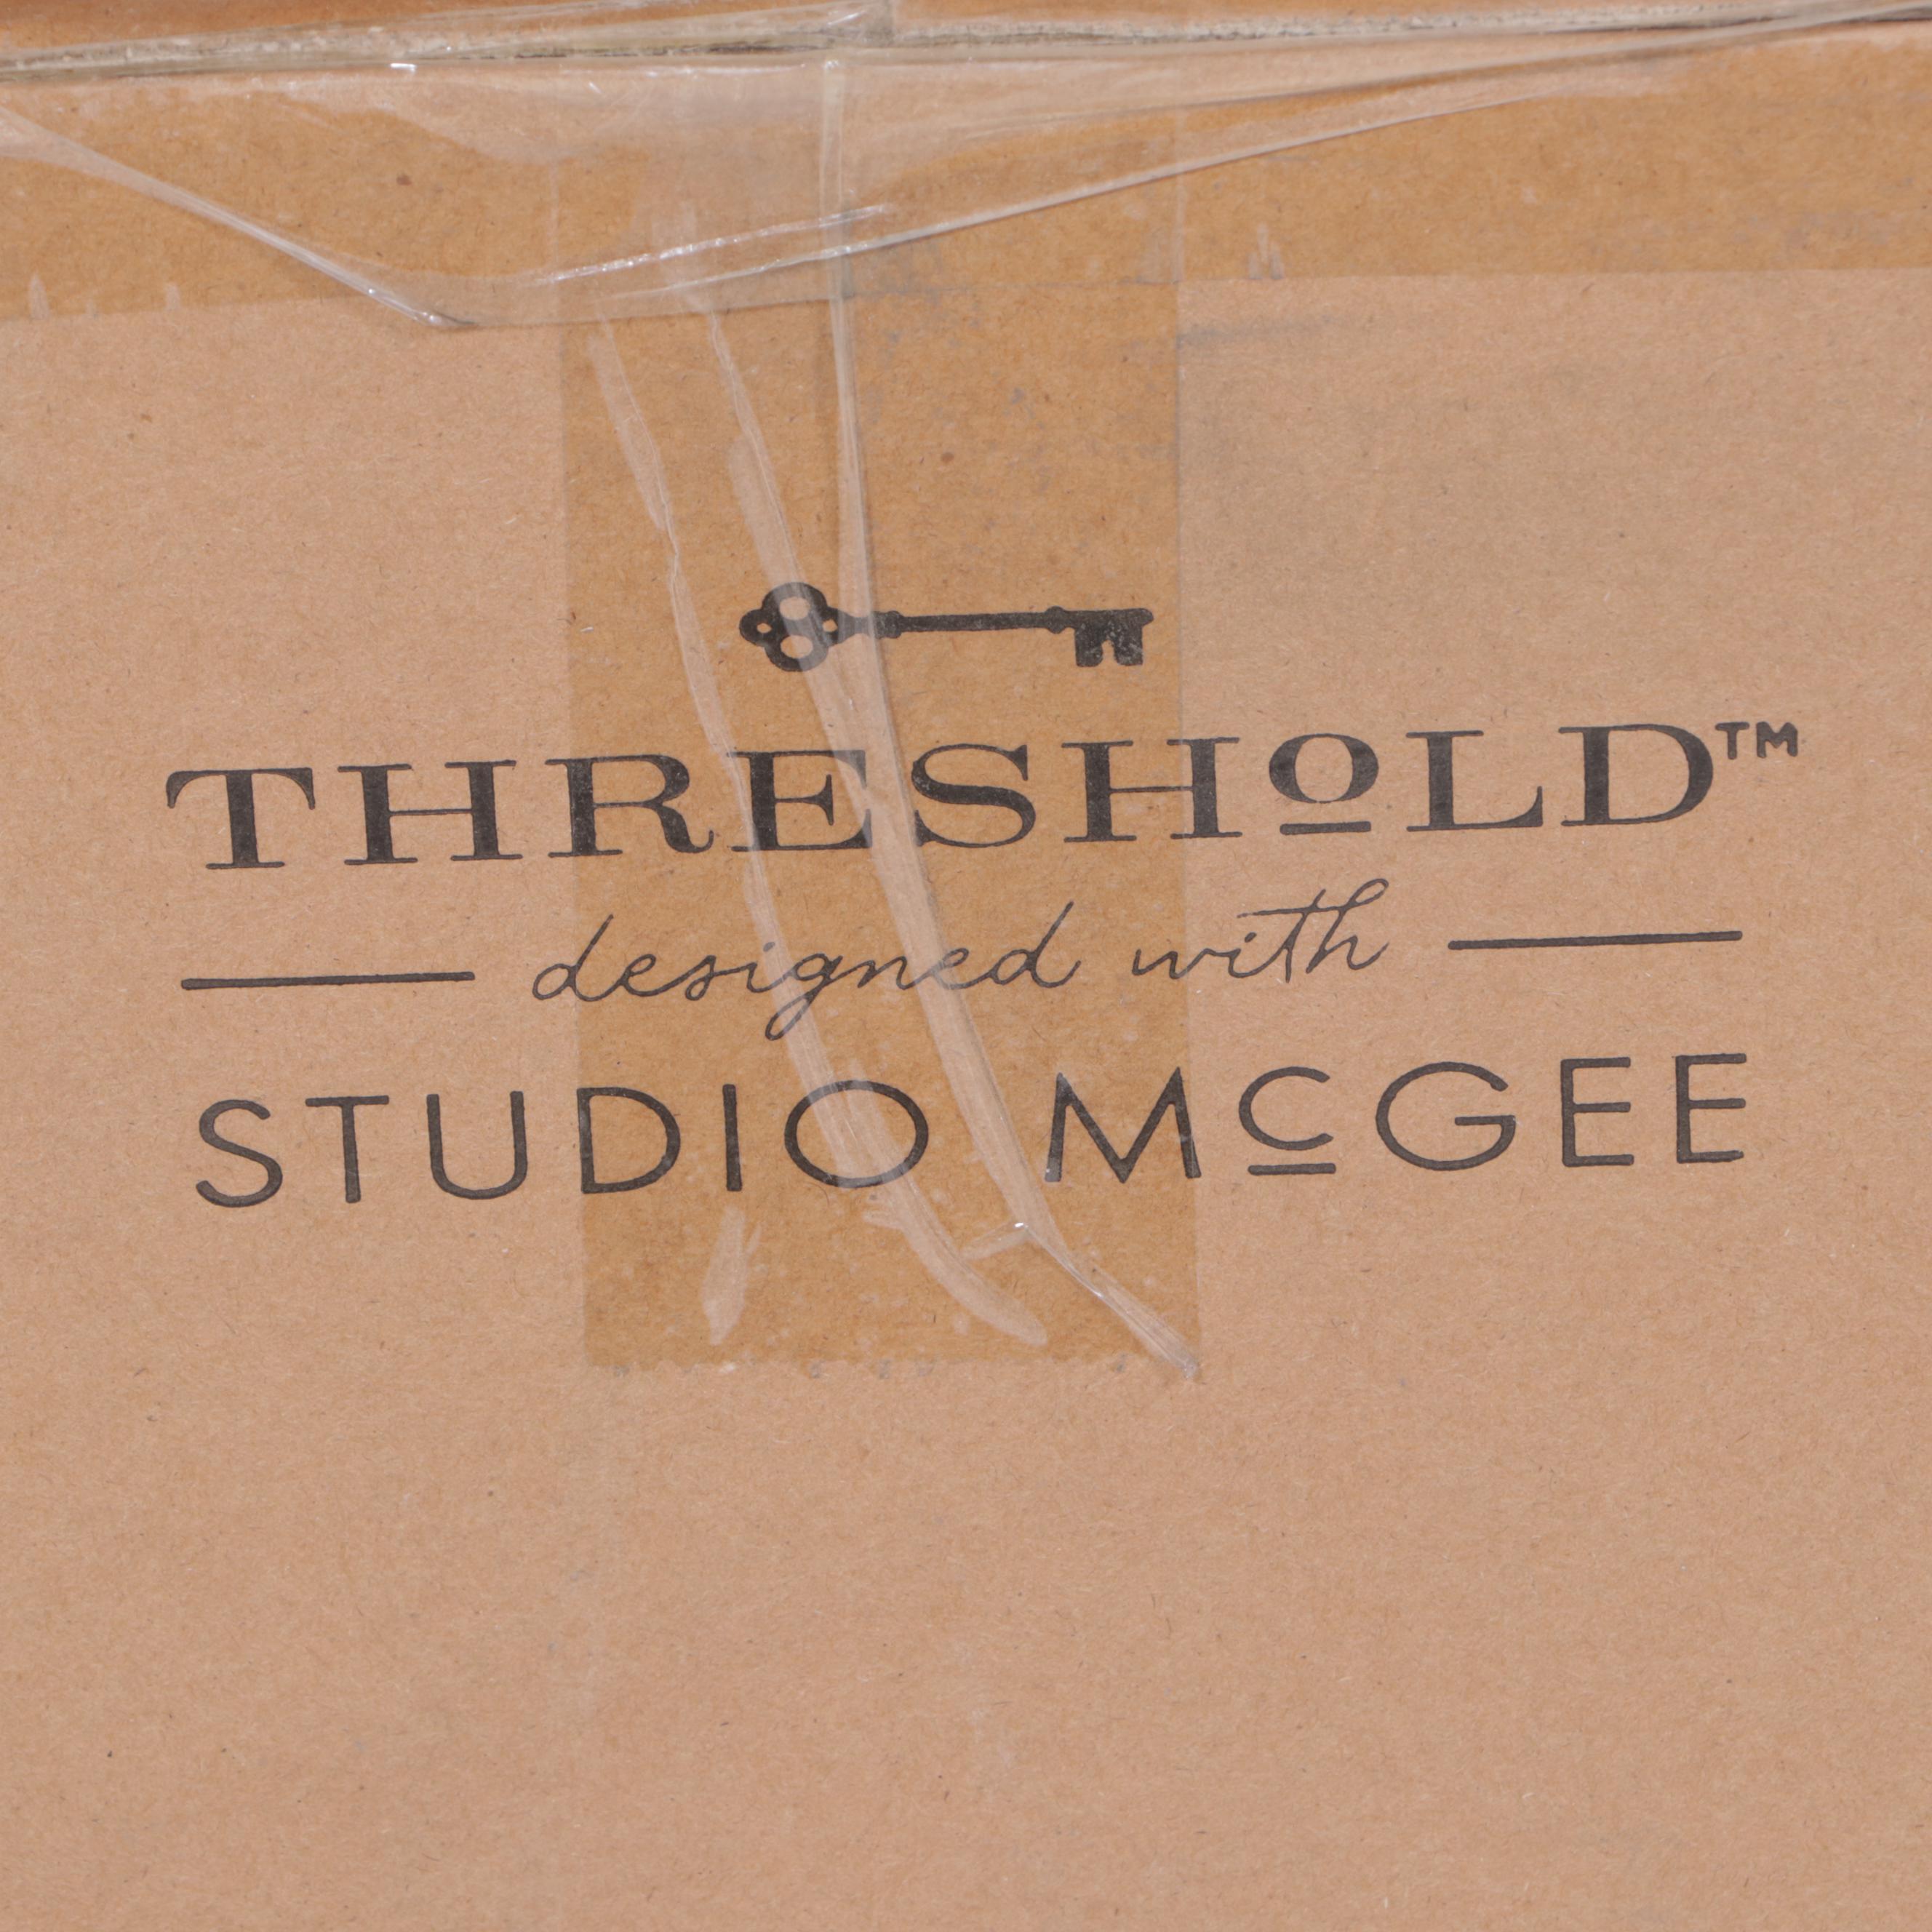 THRESHOLD™
designed with
STUDIO McGEE